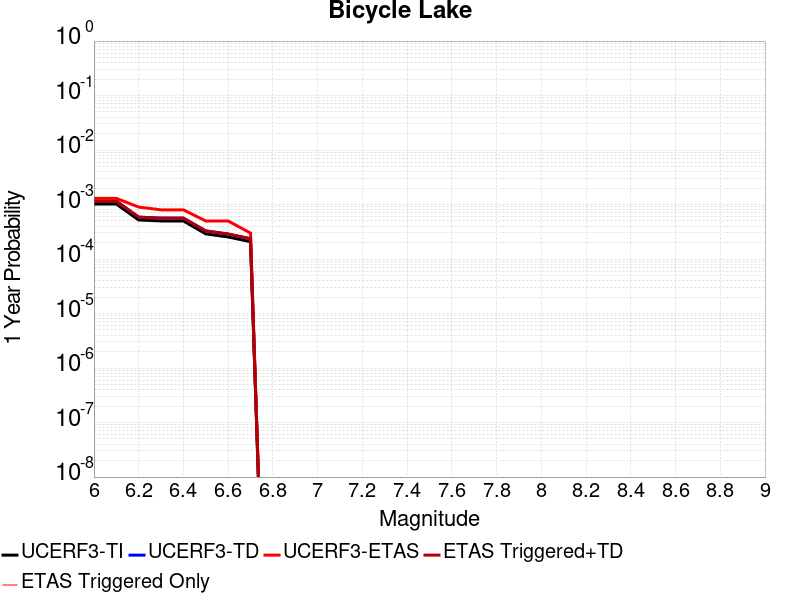 Bicycle Lake
10^0
10^-1
10^-2
10^-3
10^-4
10^-5
10^-6
10^-7
10^-8
1 Year Probability
6 6.2 6.4 6.6 6.8 7 7.2 7.4 7.6 7.8 8 8.2 8.4 8.6 8.8 9
Magnitude
UCERF3-TI UCERF3-TD UCERF3-ETAS ETAS Triggered+TD
ETAS Triggered Only